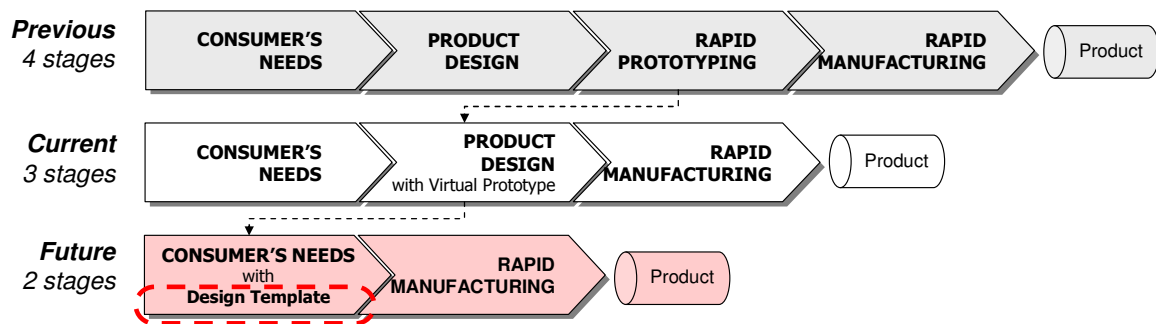 Previous
4 stages
CONSUMER'S
NEEDS
PRODUCT
DESIGN
RAPID
PROTOTYPING
RAPID
MANUFACTURING
Product
Current
3 stages
CONSUMER'S
NEEDS
PRODUCT
DESIGN
with Virtual Prototype
RAPID
MANUFACTURING
Product
Future
2 stages
CONSUMER'S NEEDS
with
Design Template
RAPID
MANUFACTURING
Product